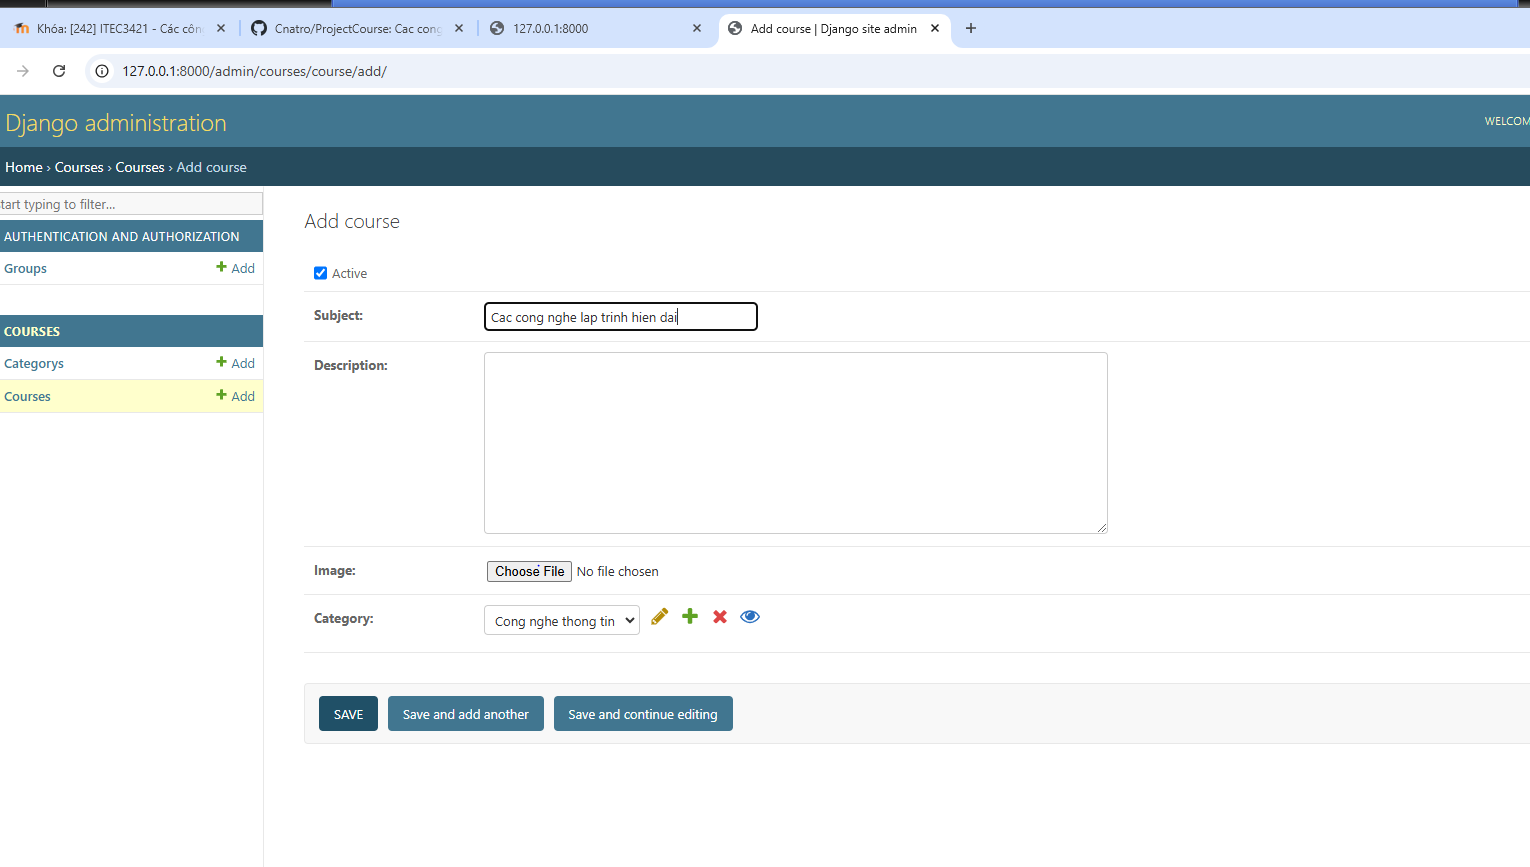 Khóa: [242] ITEC3421 - Các côn
Cnatro/ProjectCourse: Cac cong
127.0.0.1:8000
Add course | Django site admin
127.0.0.1:8000/admin/courses/course/add/
Django administration
WELCOM
Home › Courses › Courses › Add course
tart typing to filter...
AUTHENTICATION AND AUTHORIZATION
Groups
Add
COURSES
Categorys
Add
Courses
Add
Add course
Active
Subject:
Cac cong nghe lap trinh hien dai
Description:
Image:
Choose File No file chosen
Category:
Cong nghe thong tin
SAVE
Save and add another
Save and continue editing